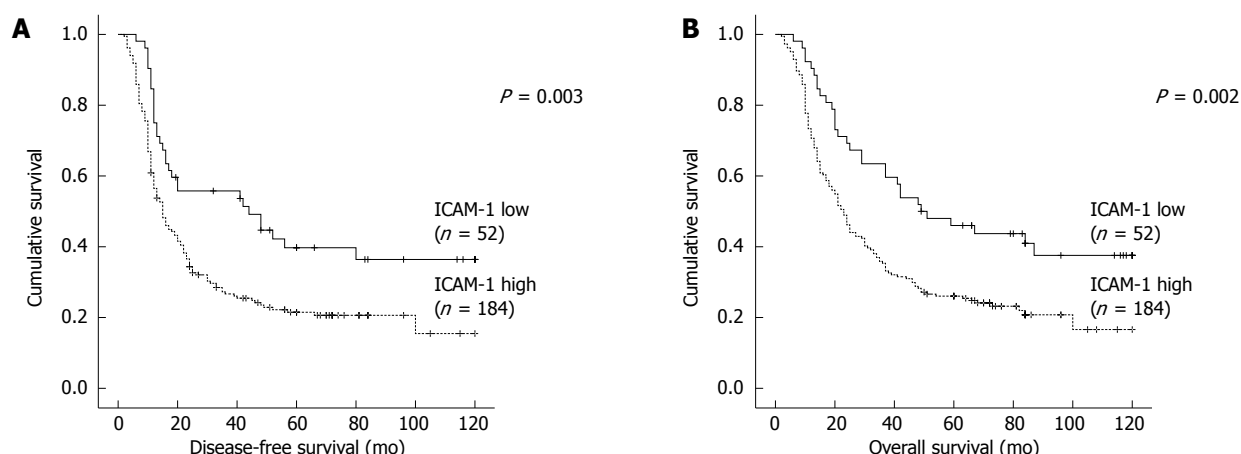 A
Cumulative survival
1.0
0.8
0.6
0.4
0.2
0.0
P = 0.003
ICAM-1 low
(n = 52)
ICAM-1 high
(n = 184)
0 20 40 60 80 100 120
Disease-free survival (mo)
B
Cumulative survival
1.0
0.8
0.6
0.4
0.2
0.0
P = 0.002
ICAM-1 low
(n = 52)
ICAM-1 high
(n = 184)
0 20 40 60 80 100 120
Overall survival (mo)